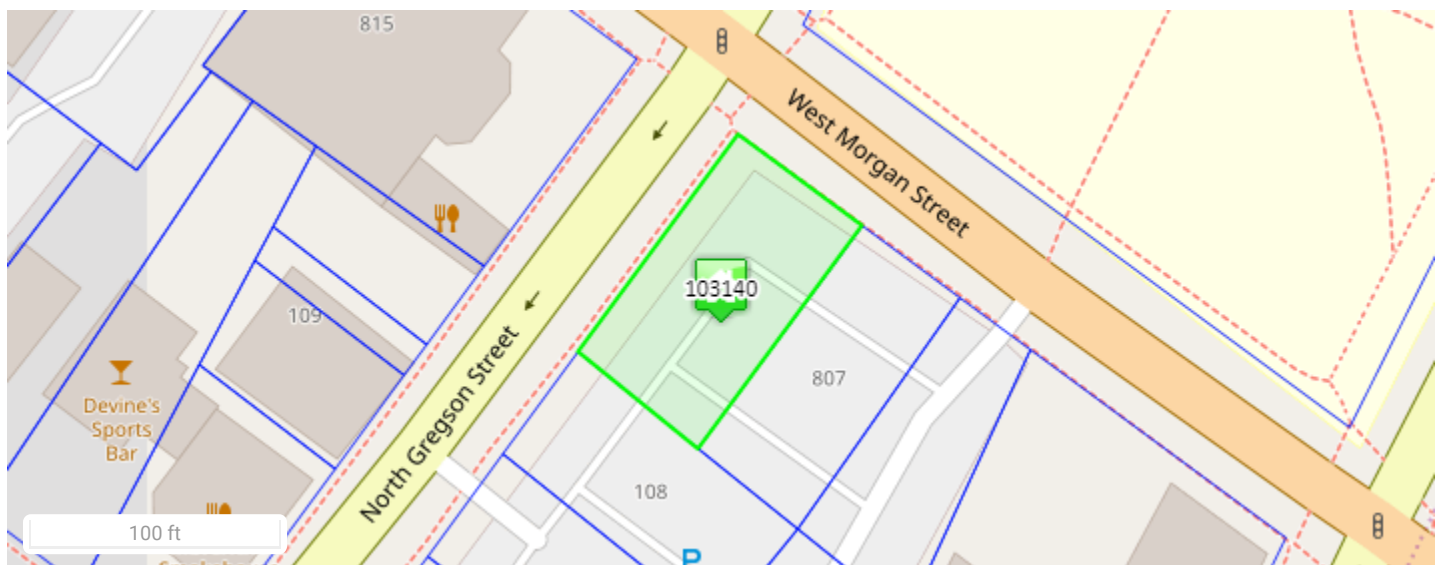 815
West Morgan Street
103140
109
807
Devine's
Sports
Bar
North Gregson Street
108
100 ft
P